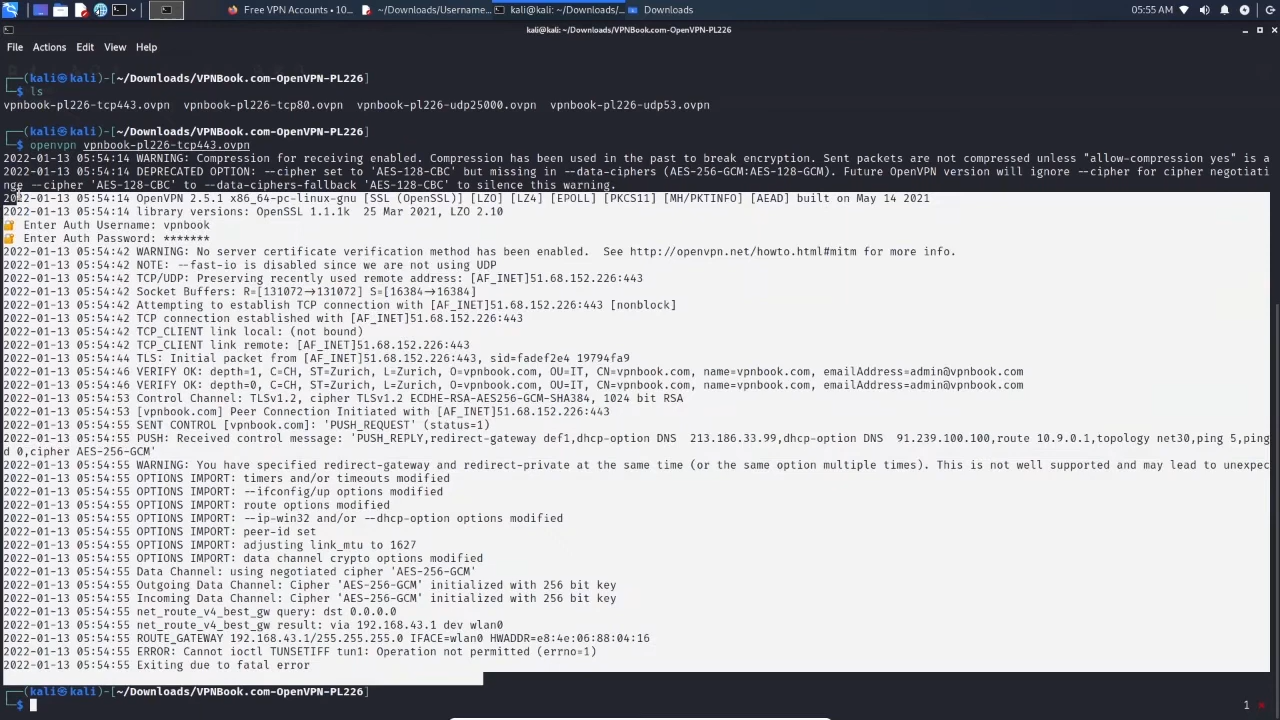 Free VPN Accounts • 10...
~/Downloads/Username...
kali@kali: ~/Downloads/...
Downloads
05:55 AM
kali@kali: ~/Downloads/VPNBook.com-OpenVPN-PL226
File Actions Edit View Help
┌──(kali㉿kali)-[~/Downloads/VPNBook.com-OpenVPN-PL226]
└─$ ls
vpnbook-pl226-tcp443.ovpn vpnbook-pl226-tcp80.ovpn vpnbook-pl226-udp25000.ovpn vpnbook-pl226-udp53.ovpn
┌──(kali㉿kali)-[~/Downloads/VPNBook.com-OpenVPN-PL226]
└─$ openvpn vpnbook-pl226-tcp443.ovpn
2022-01-13 05:54:14 WARNING: Compression for receiving enabled. Compression has been used in the past to break encryption. Sent packets are not compressed unless "allow-compression yes" is a
2022-01-13 05:54:14 DEPRECATED OPTION: --cipher set to 'AES-128-CBC' but missing in --data-ciphers (AES-256-GCM:AES-128-GCM). Future OpenVPN version will ignore --cipher for cipher negotiati
nge --cipher 'AES-128-CBC' to --data-ciphers-fallback 'AES-128-CBC' to silence this warning.
2022-01-13 05:54:14 OpenVPN 2.5.1 x86_64-pc-linux-gnu [SSL (OpenSSL)] [LZO] [LZ4] [EPOLL] [PKCS11] [MH/PKTINFO] [AEAD] built on May 14 2021
2022-01-13 05:54:14 library versions: OpenSSL 1.1.1k 25 Mar 2021, LZO 2.10
🔐 Enter Auth Username: vpnbook
🔐 Enter Auth Password: *******
2022-01-13 05:54:42 WARNING: No server certificate verification method has been enabled. See http://openvpn.net/howto.html#mitm for more info.
2022-01-13 05:54:42 NOTE: --fast-io is disabled since we are not using UDP
2022-01-13 05:54:42 TCP/UDP: Preserving recently used remote address: [AF_INET]51.68.152.226:443
2022-01-13 05:54:42 Socket Buffers: R=[131072→131072] S=[16384→16384]
2022-01-13 05:54:42 Attempting to establish TCP connection with [AF_INET]51.68.152.226:443 [nonblock]
2022-01-13 05:54:42 TCP connection established with [AF_INET]51.68.152.226:443
2022-01-13 05:54:42 TCP_CLIENT link local: (not bound)
2022-01-13 05:54:42 TCP_CLIENT link remote: [AF_INET]51.68.152.226:443
2022-01-13 05:54:44 TLS: Initial packet from [AF_INET]51.68.152.226:443, sid=fadef2e4 19794fa9
2022-01-13 05:54:46 VERIFY OK: depth=1, C=CH, ST=Zurich, L=Zurich, O=vpnbook.com, OU=IT, CN=vpnbook.com, name=vpnbook.com, emailAddress=admin@vpnbook.com
2022-01-13 05:54:46 VERIFY OK: depth=0, C=CH, ST=Zurich, L=Zurich, O=vpnbook.com, OU=IT, CN=vpnbook.com, name=vpnbook.com, emailAddress=admin@vpnbook.com
2022-01-13 05:54:53 Control Channel: TLSv1.2, cipher TLSv1.2 ECDHE-RSA-AES256-GCM-SHA384, 1024 bit RSA
2022-01-13 05:54:53 [vpnbook.com] Peer Connection Initiated with [AF_INET]51.68.152.226:443
2022-01-13 05:54:55 SENT CONTROL [vpnbook.com]: 'PUSH_REQUEST' (status=1)
2022-01-13 05:54:55 PUSH: Received control message: 'PUSH_REPLY,redirect-gateway def1,dhcp-option DNS 213.186.33.99,dhcp-option DNS 91.239.100.100,route 10.9.0.1,topology net30,ping 5,ping
d 0,cipher AES-256-GCM'
2022-01-13 05:54:55 WARNING: You have specified redirect-gateway and redirect-private at the same time (or the same option multiple times). This is not well supported and may lead to unexpec
2022-01-13 05:54:55 OPTIONS IMPORT: timers and/or timeouts modified
2022-01-13 05:54:55 OPTIONS IMPORT: --ifconfig/up options modified
2022-01-13 05:54:55 OPTIONS IMPORT: route options modified
2022-01-13 05:54:55 OPTIONS IMPORT: --ip-win32 and/or --dhcp-option options modified
2022-01-13 05:54:55 OPTIONS IMPORT: peer-id set
2022-01-13 05:54:55 OPTIONS IMPORT: adjusting link_mtu to 1627
2022-01-13 05:54:55 OPTIONS IMPORT: data channel crypto options modified
2022-01-13 05:54:55 Data Channel: using negotiated cipher 'AES-256-GCM'
2022-01-13 05:54:55 Outgoing Data Channel: Cipher 'AES-256-GCM' initialized with 256 bit key
2022-01-13 05:54:55 Incoming Data Channel: Cipher 'AES-256-GCM' initialized with 256 bit key
2022-01-13 05:54:55 net_route_v4_best_gw query: dst 0.0.0.0
2022-01-13 05:54:55 net_route_v4_best_gw result: via 192.168.43.1 dev wlan0
2022-01-13 05:54:55 ROUTE_GATEWAY 192.168.43.1/255.255.255.0 IFACE=wlan0 HWADDR=e8:4e:06:88:04:16
2022-01-13 05:54:55 ERROR: Cannot ioctl TUNSETIFF tun1: Operation not permitted (errno=1)
2022-01-13 05:54:55 Exiting due to fatal error
┌──(kali㉿kali)-[~/Downloads/VPNBook.com-OpenVPN-PL226]
└─$
1